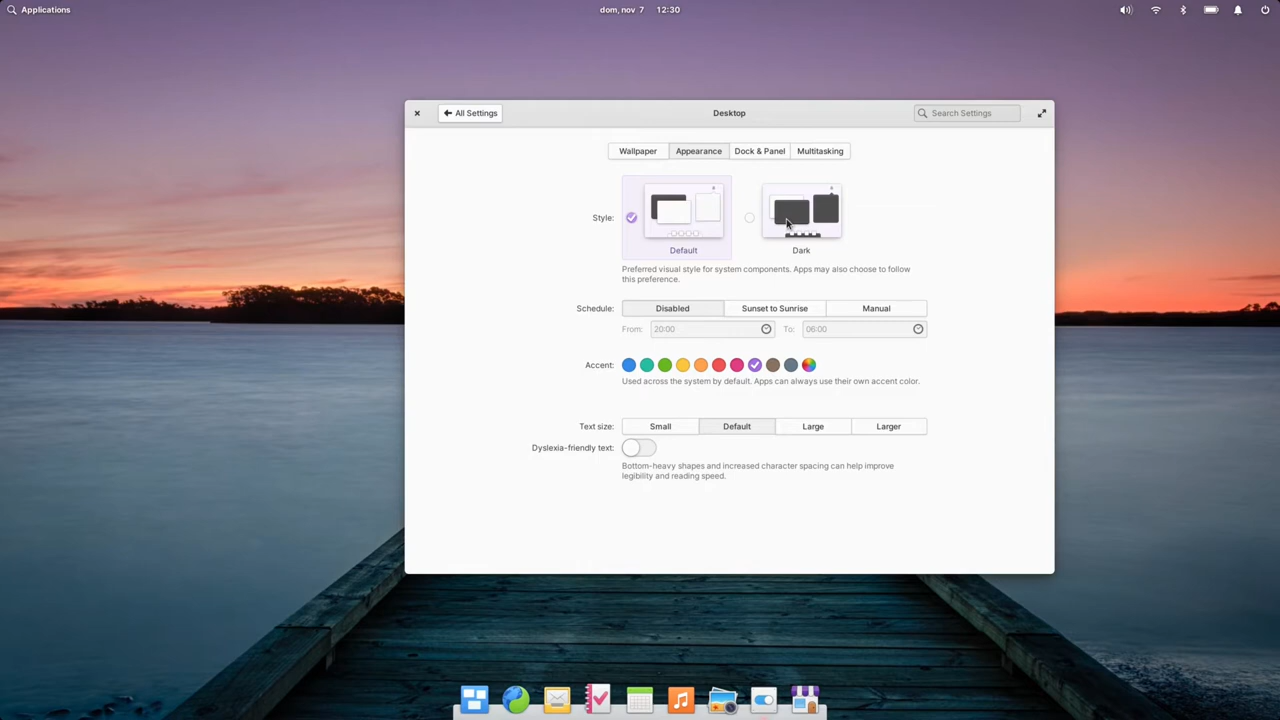 Applications
dom, nov 7 12:30
All Settings
Desktop
Search Settings
Wallpaper
Appearance
Dock & Panel
Multitasking
Style:
Default
Dark
Preferred visual style for system components. Apps may also choose to follow
this preference.
Schedule:
Disabled
Sunset to Sunrise
Manual
From:
20:00
To:
06:00
Accent:
Used across the system by default. Apps can always use their own accent color.
Text size:
Small
Default
Large
Larger
Dyslexia-friendly text:
Bottom-heavy shapes and increased character spacing can help improve
legibility and reading speed.